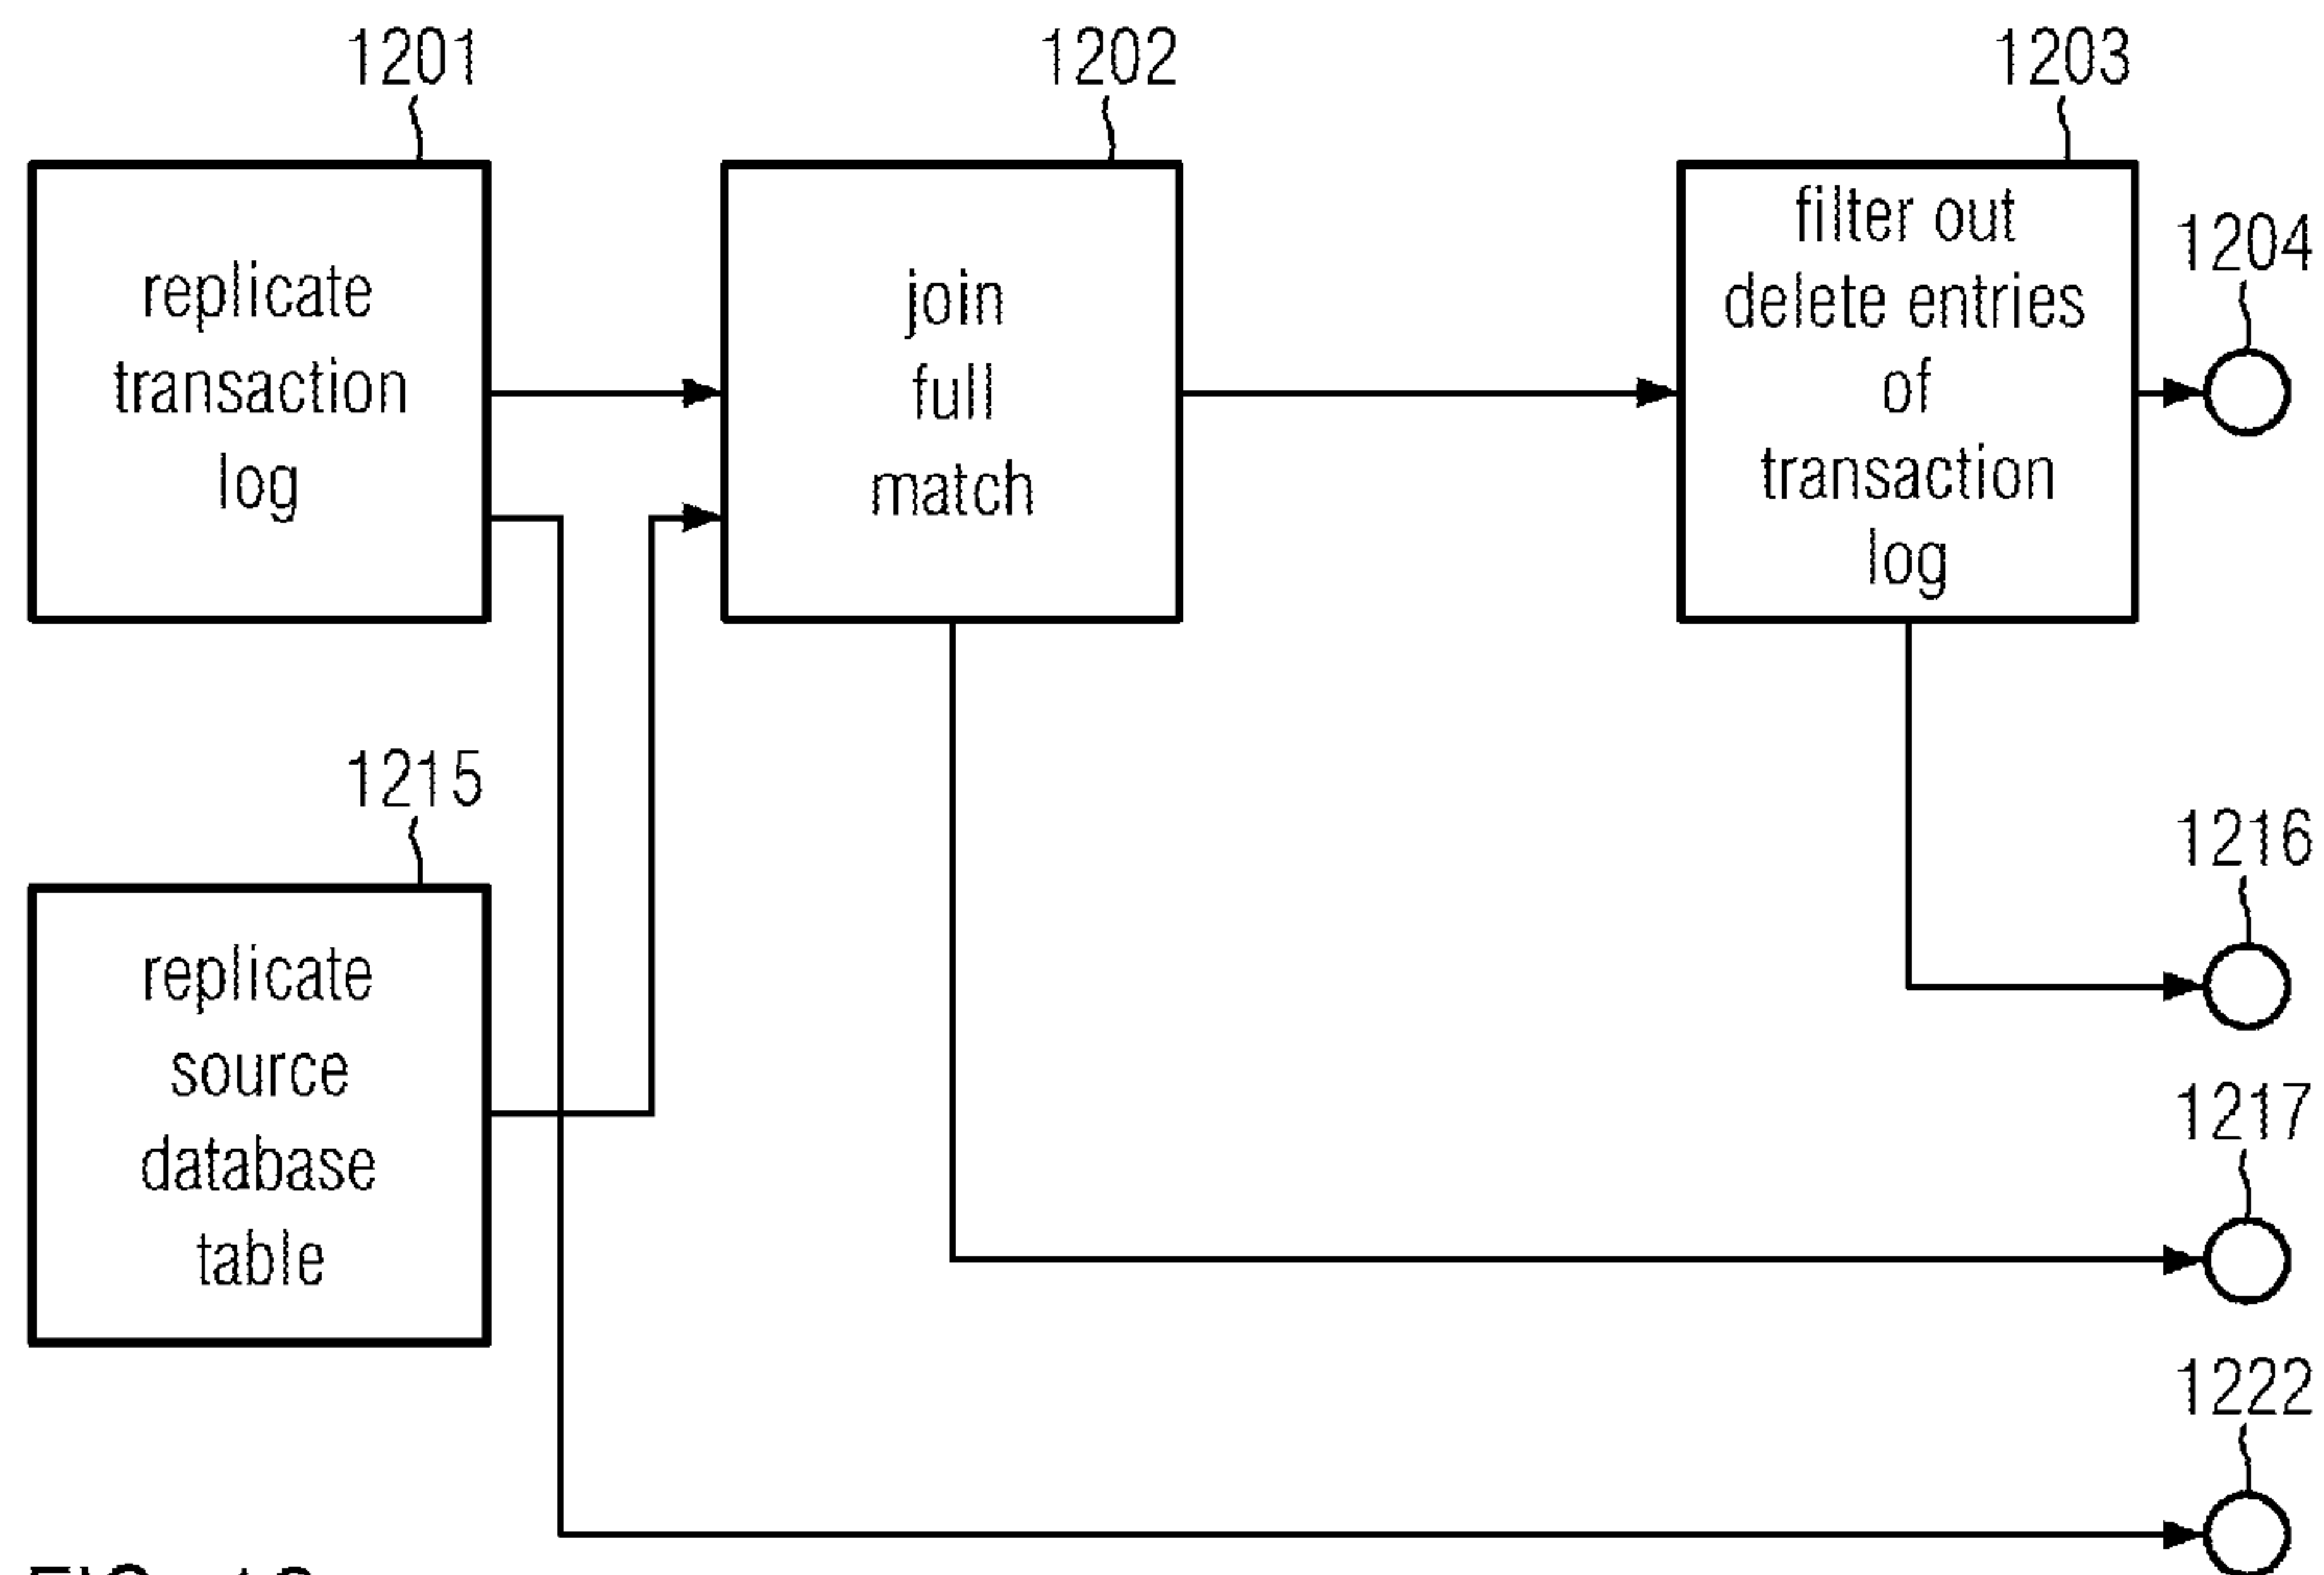 1201
1202
1203
replicate
transaction
log
join
full
match
filter out
delete entries
of
transaction
log
1204
1215
replicate
source
database
table
1216
1217
1222